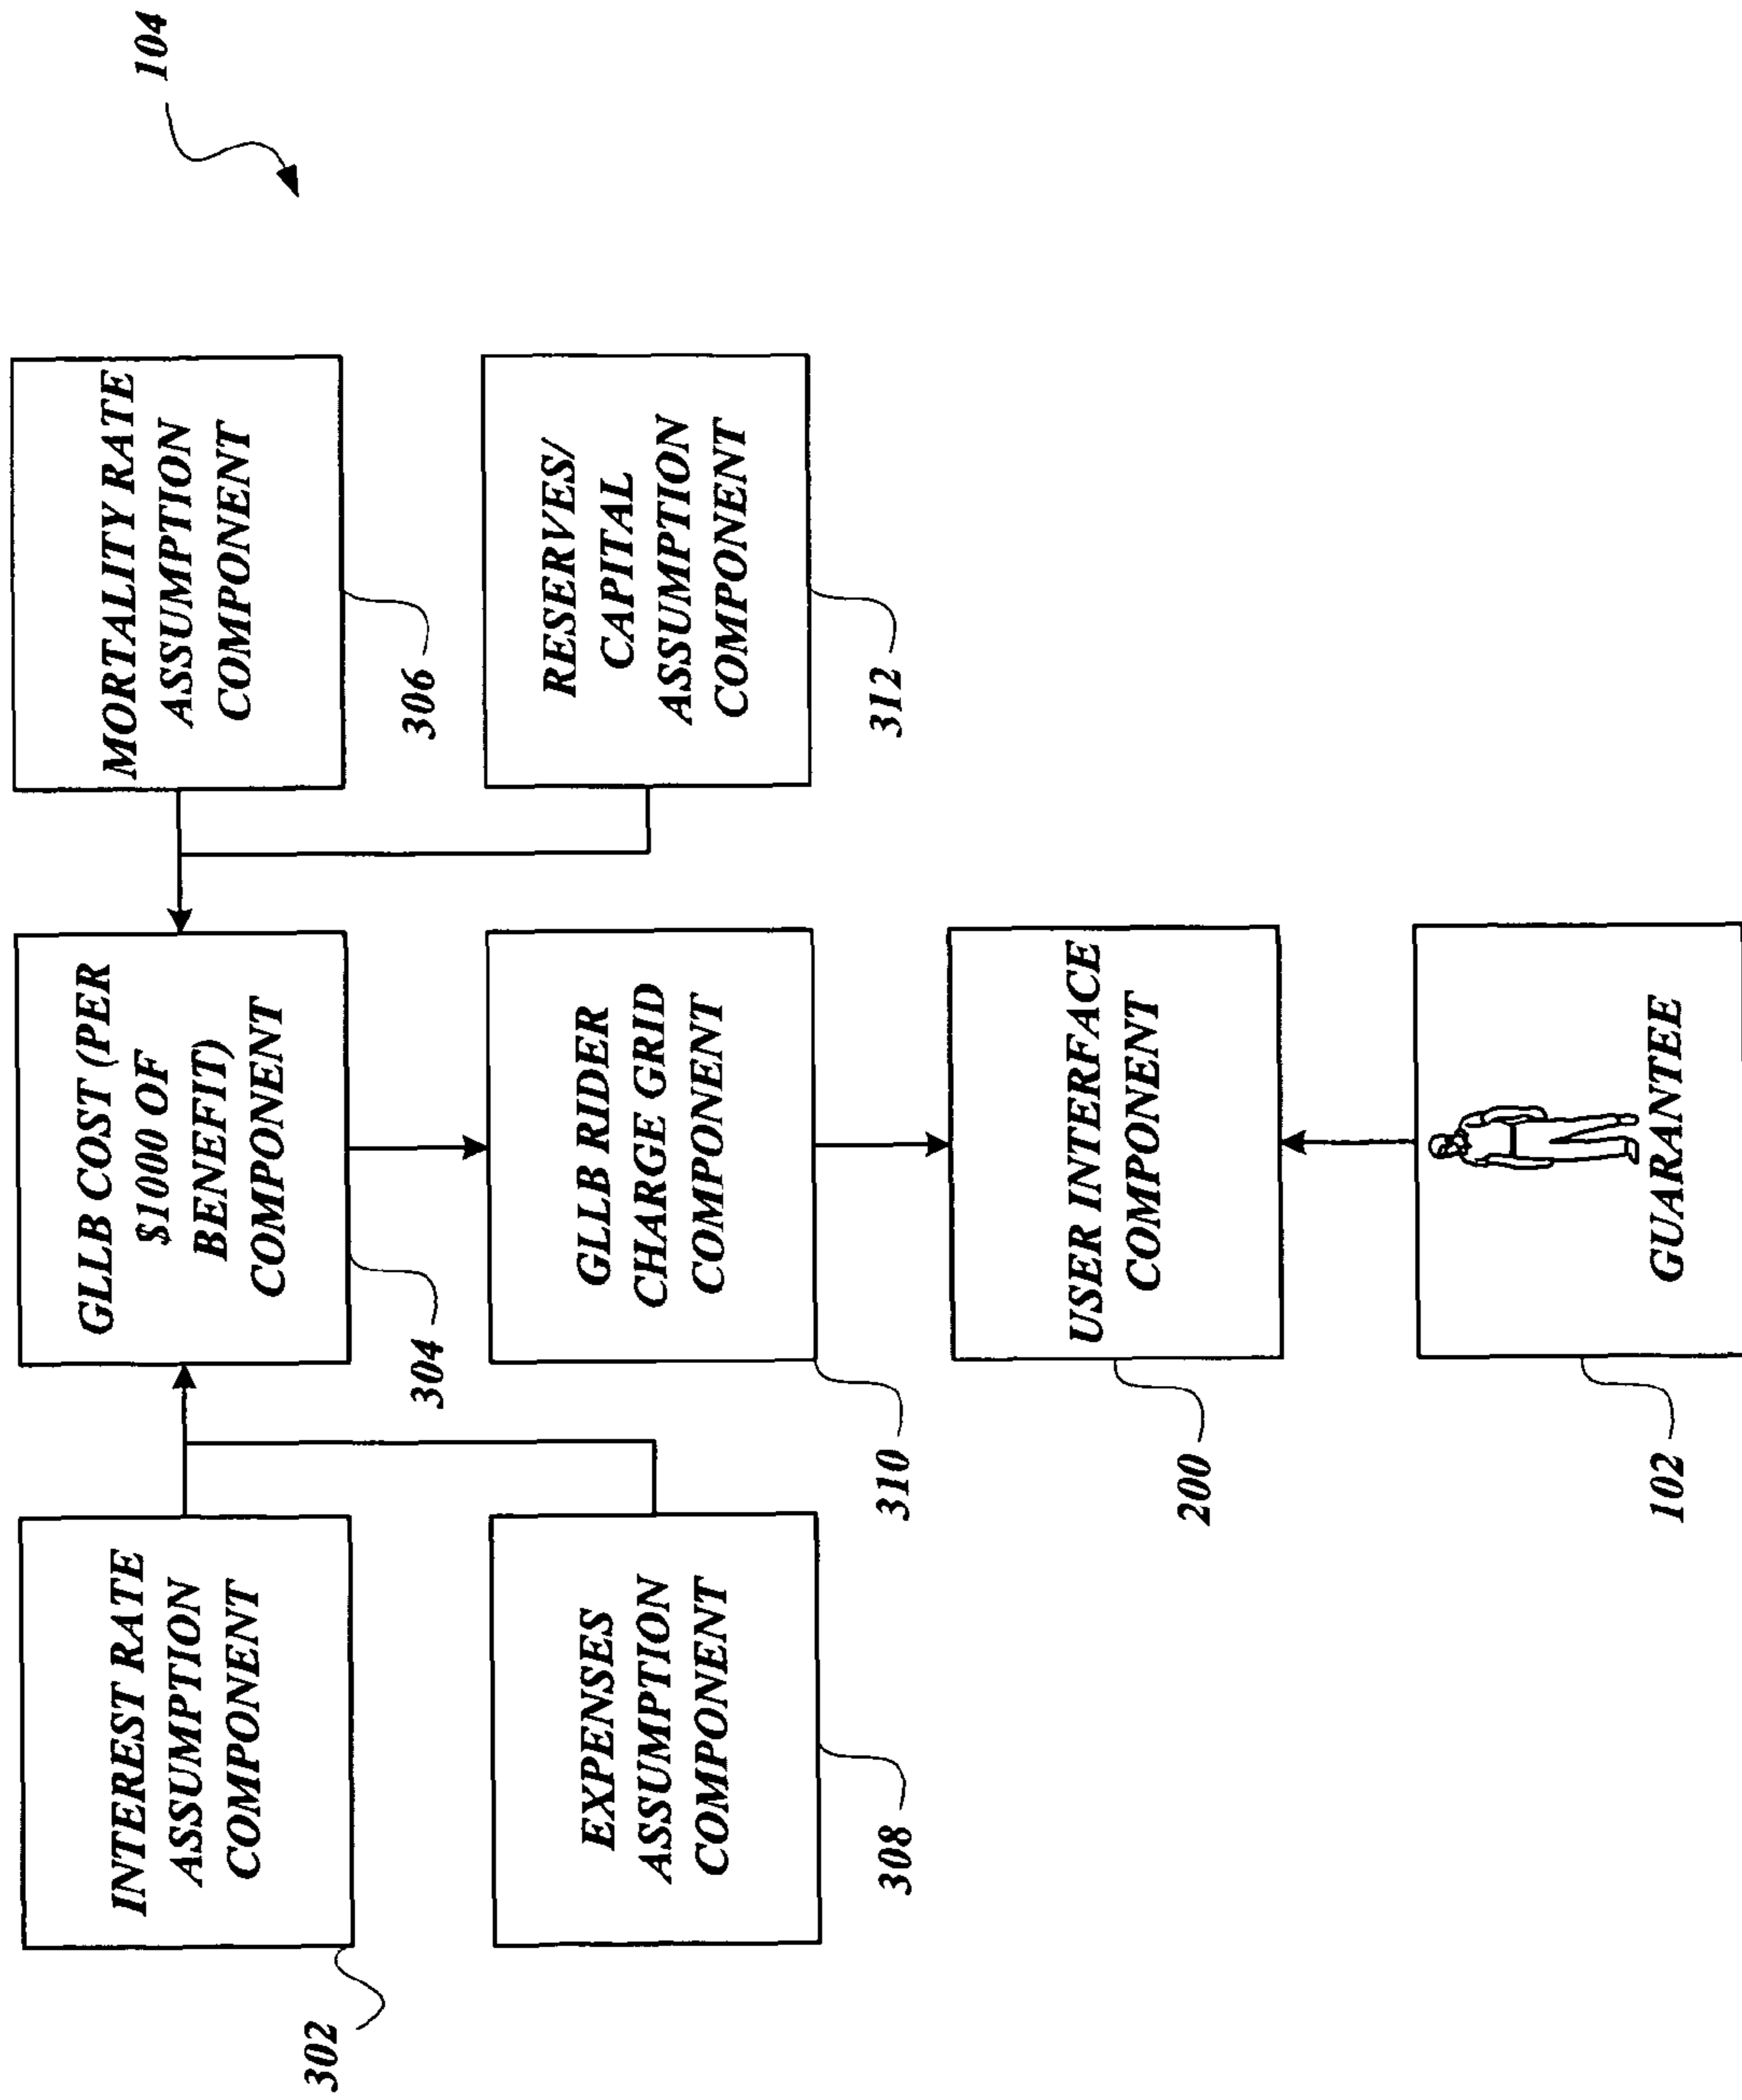 104
INTEREST RATE
ASSUMPTION
COMPONENT
302
GLLB COST (PER
$1000 OF
BENEFIT)
COMPONENT
304
MORTALITY RATE
ASSUMPTION
COMPONENT
306
EXPENSES
ASSUMPTION
COMPONENT
308
GLLB RIDER
CHARGE GRID
COMPONENT
310
RESERVES/
CAPITAL
ASSUMPTION
COMPONENT
312
USER INTERFACE
COMPONENT
200
GUARANTEE
102